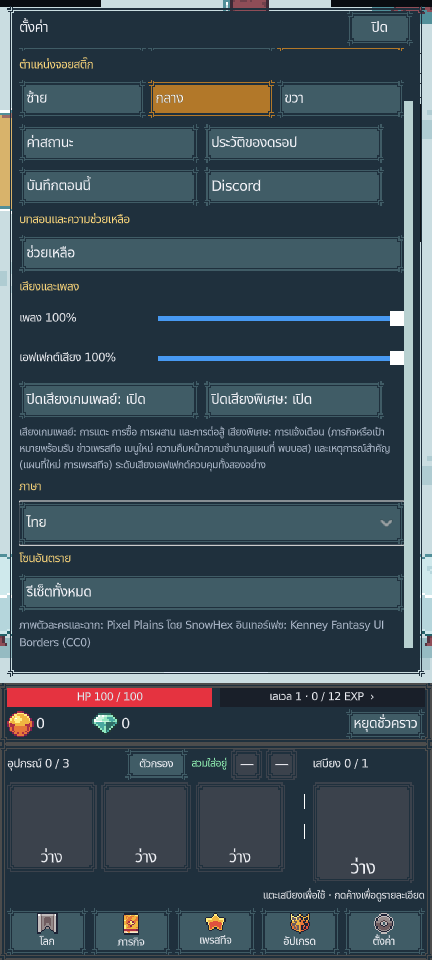 ตั้งค่า
ปิด
ตำแหน่งจอยสติ๊ก
ซ้าย
กลาง
ขวา
ค่าสถานะ
ประวัติของดรอป
บันทึกตอนนี้
Discord
บทสอนและความช่วยเหลือ
ช่วยเหลือ
เสียงและเพลง
เพลง 100%
เอฟเฟกต์เสียง 100%
ปิดเสียงเกมเพลย์: เปิด
ปิดเสียงพิเศษ: เปิด
เสียงเกมเพลย์: การแตะ การซื้อ การผสาน และการต่อสู้ เสียงพิเศษ: การแจ้งเตือน (ภารกิจหรือเป้า
หมายพร้อมรับ ข่าวเพรสทีจ เมนูใหม่ ความคืบหน้าความชำนาญแผนที่ พบบอส) และเหตุการณ์สำคัญ
(แผนที่ใหม่ การเพรสทีจ) ระดับเสียงเอฟเฟกต์ควบคุมทั้งสองอย่าง
ภาษา
ไทย
โซนอันตราย
รีเซ็ตทั้งหมด
ภาพตัวละครและฉาก: Pixel Plains โดย SnowHex อินเทอร์เฟซ: Kenney Fantasy UI
Borders (CC0)
HP 100 / 100
เลเวล 1 · 0 / 12 EXP ›
0
0
หยุดชั่วคราว
อุปกรณ์ 0 / 3
ตัวกรอง
สวมใส่อยู่
—
—
เสบียง 0 / 1
ว่าง
ว่าง
ว่าง
ว่าง
แตะเสบียงเพื่อใช้ · กดค้างเพื่อดูรายละเอียด
โลก
ภารกิจ
เพรสทีจ
อัปเกรด
ตั้งค่า